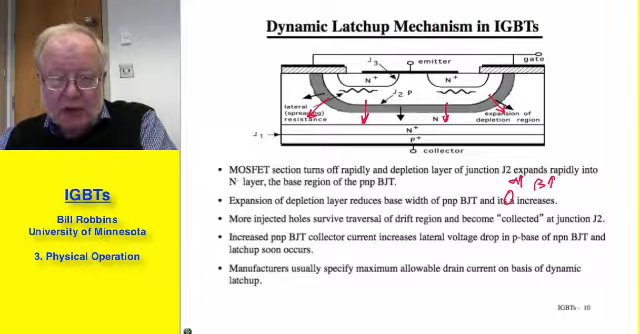 Dynamic Latchup Mechanism in IGBTs
J3
emitter
gate
N+
N+
J2 P
lateral
(spreading)
resistance
N-
expansion of
depletion region
J1
N+
P+
collector
• MOSFET section turns off rapidly and depletion layer of junction J2 expands rapidly into
N- layer, the base region of the pnp BJT.
α↑ β↑
• Expansion of depletion layer reduces base width of pnp BJT and its a increases.
• More injected holes survive traversal of drift region and become “collected” at junction J2.
• Increased pnp BJT collector current increases lateral voltage drop in p-base of npn BJT and
latchup soon occurs.
• Manufacturers usually specify maximum allowable drain current on basis of dynamic
latchup.
IGBTs - 10
IGBTs
Bill Robbins
University of Minnesota
3. Physical Operation